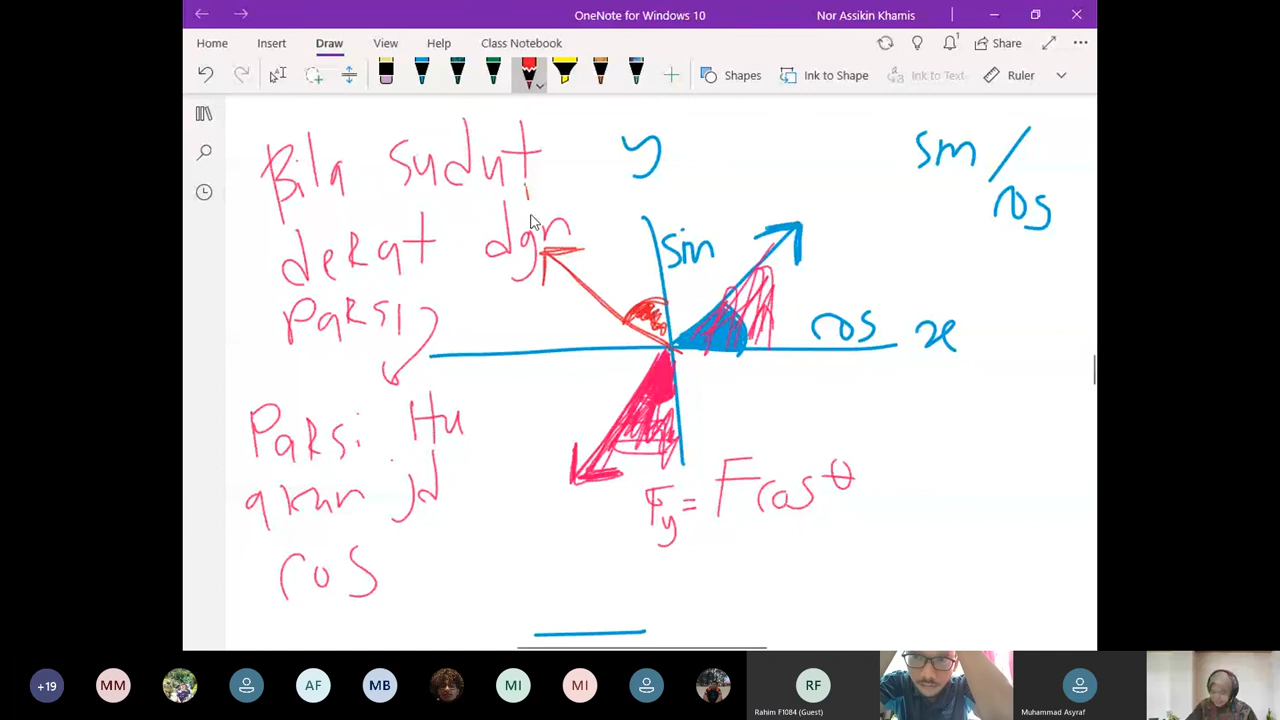 OneNote for Windows 10
Nor Assikin Khamis
Home Insert Draw View Help Class Notebook
Share
Shapes
Ink to Shape
Ink to Text
Ruler
Bila sudut
dekat dgn
paksi,
Paksi itu
akan jd
cos
y
sin
sin /
cos
cos x
Fy = F cos θ
+19 MM AF MB MI MI RF
Rahim F1084 (Guest)
Muhammad Asyraf